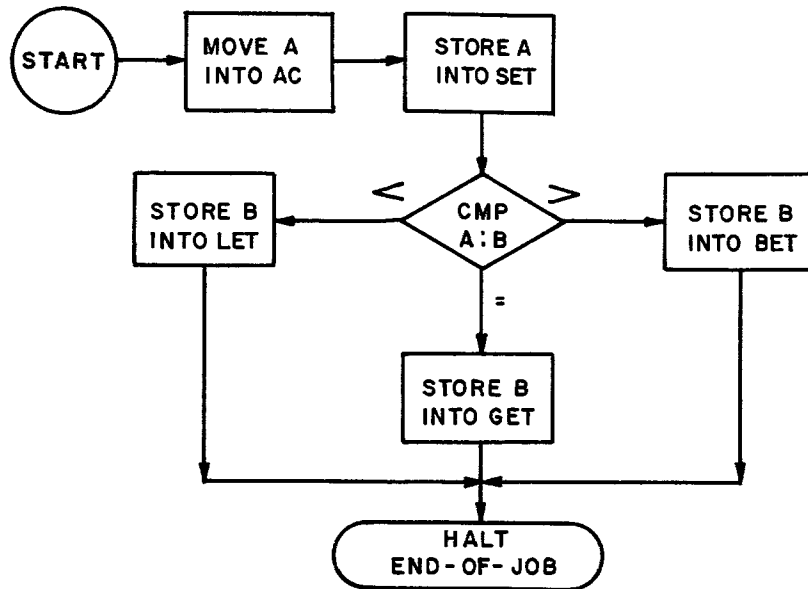 START
MOVE A
INTO AC
STORE A
INTO SET
<
CMP
A:B
>
STORE B
INTO LET
STORE B
INTO BET
=
STORE B
INTO GET
HALT
END-OF-JOB